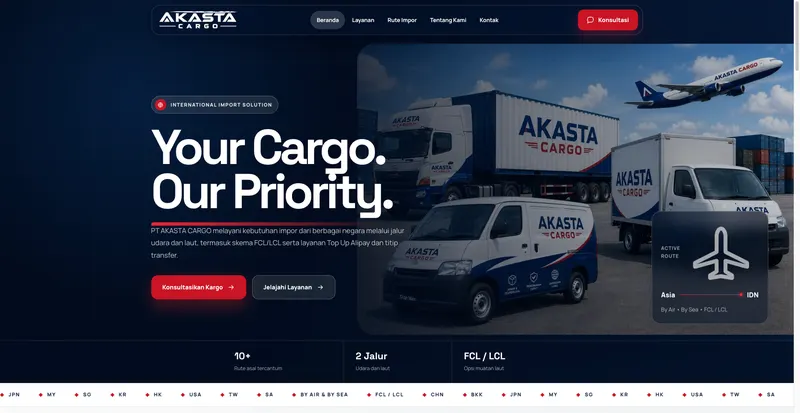 AKASTA
CARGO
Beranda
Layanan
Rute Impor
Tentang Kami
Kontak
Konsultasi
INTERNATIONAL IMPORT SOLUTION
Your Cargo.
Our Priority.
PT AKASTA CARGO melayani kebutuhan impor dari berbagai negara melalui jalur
udara dan laut, termasuk skema FCL/LCL serta layanan Top Up Alipay dan titip
transfer.
Konsultasikan Kargo
Jelajahi Layanan
AKASTA CARGO
AKASTA
AKASTA
CARGO
AKASTA
CARGO
AKASTA
CARGO
AKASTA
CARGO
AKASTA
ACTIVE
ROUTE
Asia
IDN
By Air • By Sea • FCL / LCL
10+
Rute asal tercantum
2 Jalur
Udara dan laut
FCL / LCL
Opsi muatan laut
JPN ◆ MY ◆ SG ◆ KR ◆ HK ◆ USA ◆ TW ◆ SA ◆ BY AIR & BY SEA ◆ FCL / LCL ◆ CHN ◆ BKK ◆ JPN ◆ MY ◆ SG ◆ KR ◆ HK ◆ USA ◆ TW ◆ SA